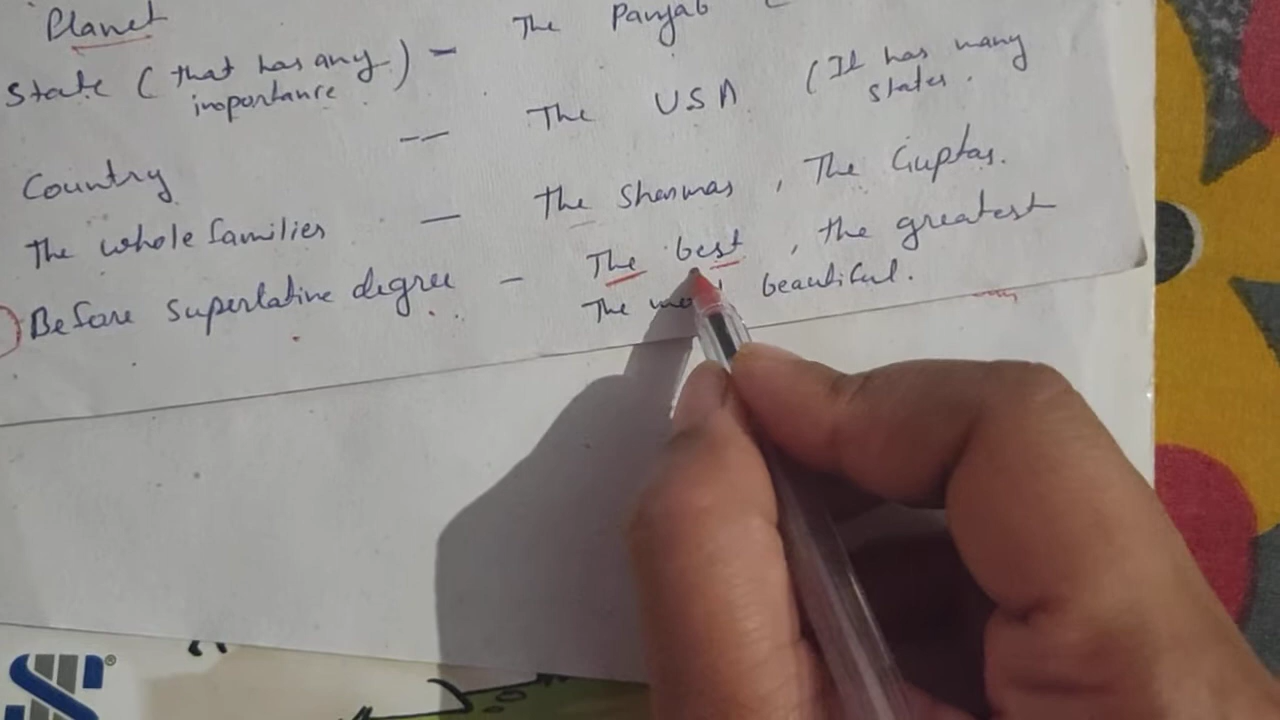 Planet
State (that has any importance) - The Panjab (
Country -- The USA (It has many states.
The whole families - The Sharmas, The Guptas.
Before superlative degree - The best, the greatest
The most beautiful.